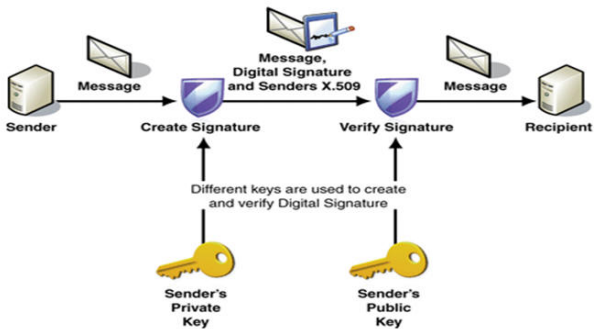 Message
Message,
Digital Signature
and Senders X.509
Message
Sender
Create Signature
Verify Signature
Recipient
Different keys are used to create
and verify Digital Signature
Sender's
Private
Key
Sender's
Public
Key